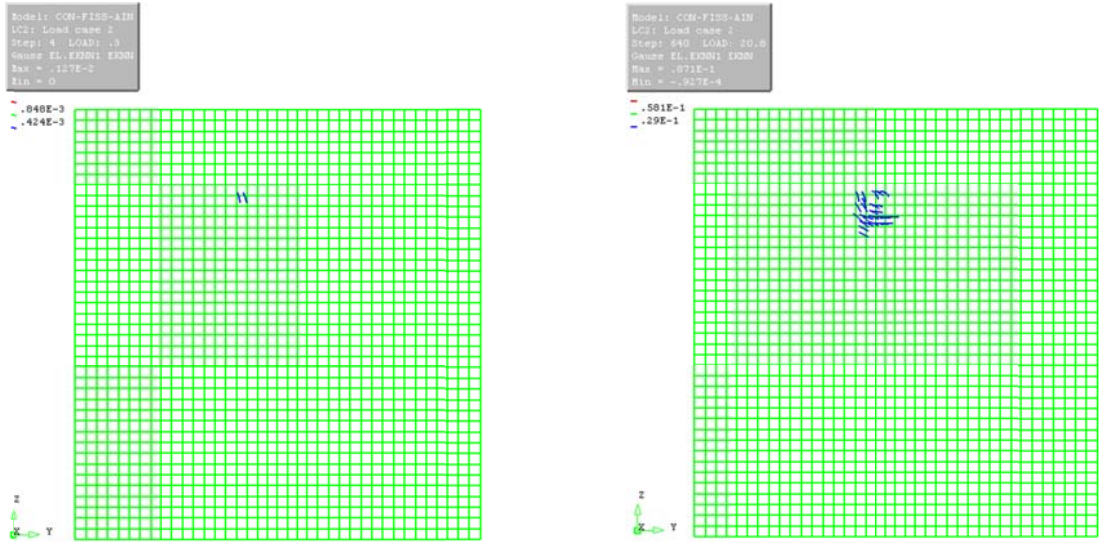 Model: CON-FISS-AIN
LC2: Load case 2
Step: 4 LOAD: .3
Gauss EL.EKNN1 EKNN
Max = .127E-2
Min = 0
.848E-3
.424E-3
Z
X Y
Model: CON-FISS-AIN
LC2: Load case 2
Step: 640 LOAD: 20.8
Gauss EL.EKNN1 EKNN
Max = .871E-1
Min = -.927E-4
.581E-1
.29E-1
Z
X Y